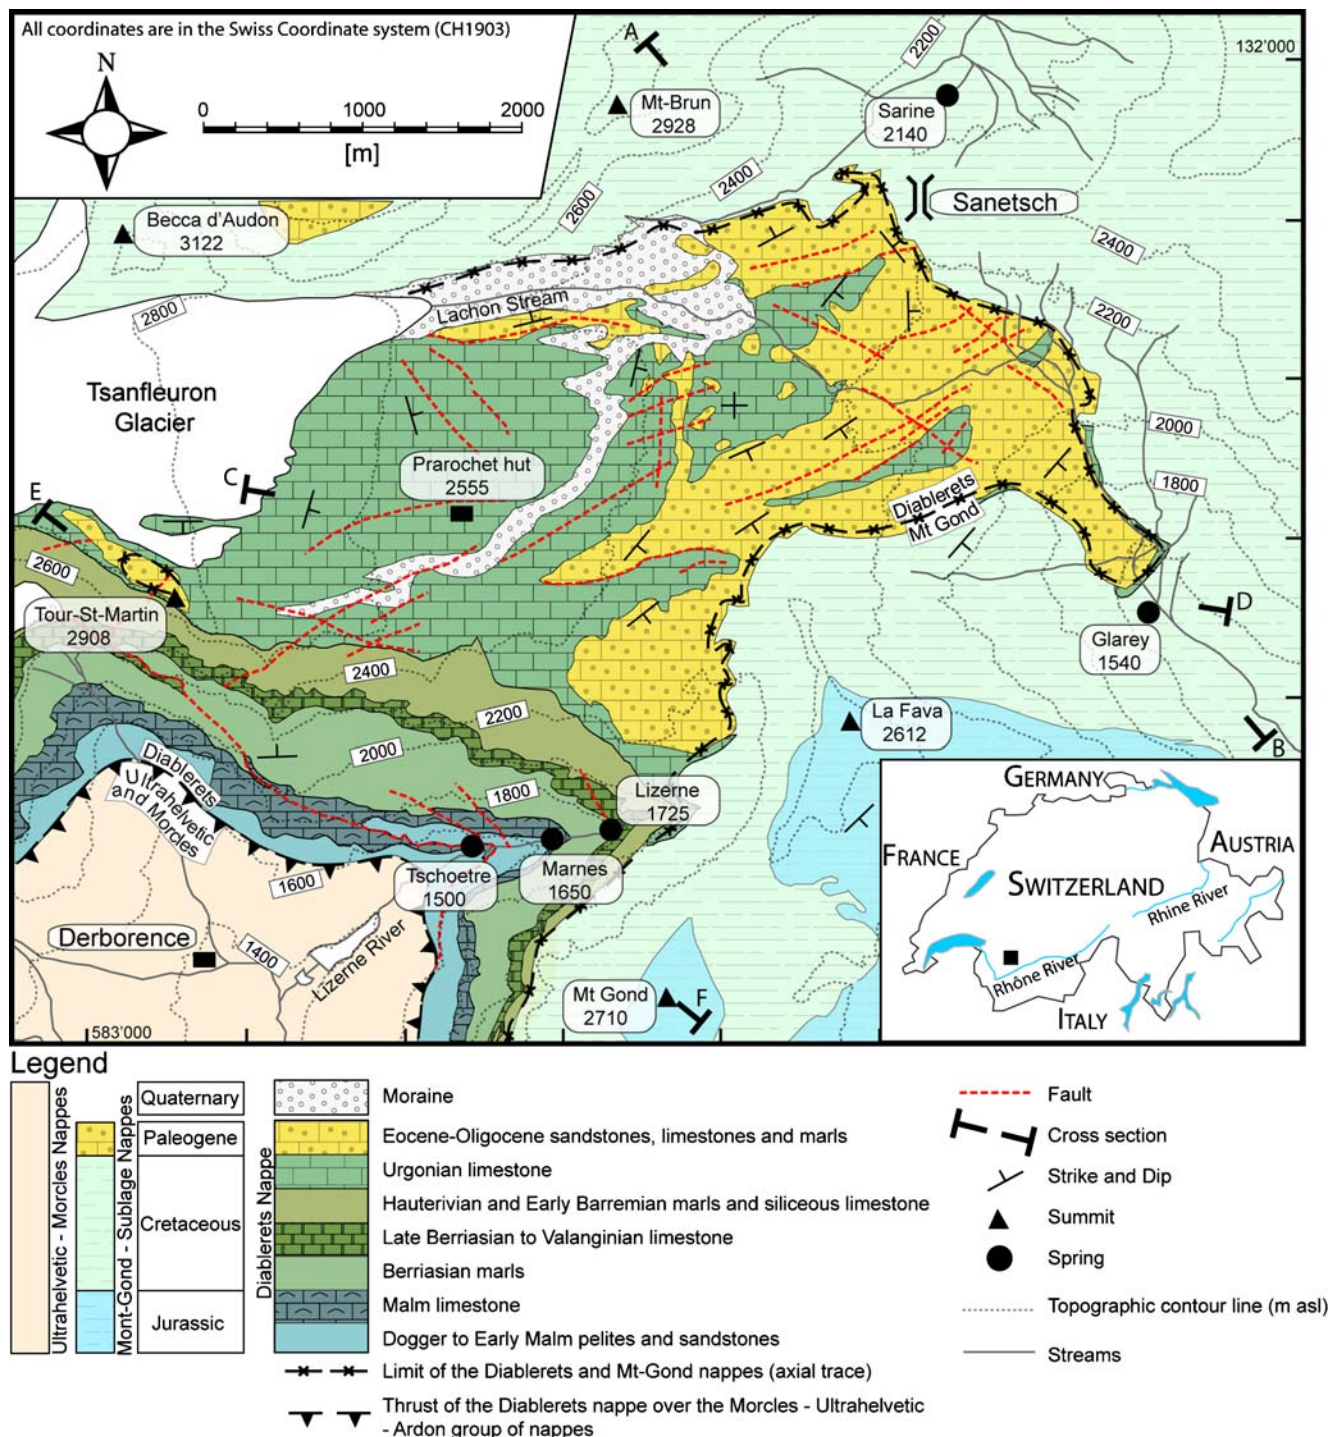 All coordinates are in the Swiss Coordinate system (CH1903)
N
0 1000 2000
[m]
A
Mt-Brun
2928
2200
132'000
Sarine
2140
2400
2600
Sanetsch
Becca d'Audon
3122
2400
2800
Lachon Stream
2200
Tsanfleuron
Glacier
2000
C
Prarochet hut
2555
1800
E
Diablerets
Mt Gond
2600
Tour-St-Martin
2908
D
Glarey
1540
2400
2200
La Fava
2612
B
2000
Diablerets
Ultrahelvetic
and Morcles
1800
Lizerne
1725
1600
Tschoetre
1500
Marnes
1650
Derborence
1400
Lizerne River
Mt Gond
2710
F
583'000
GERMANY
FRANCE
AUSTRIA
SWITZERLAND
Rhine River
Rhône River
ITALY
Legend
Ultrahelvetic - Morcles Nappes
Mont-Gond - Sublage Nappes
Quaternary
Paleogene
Cretaceous
Jurassic
Diablerets Nappe
Moraine
Eocene-Oligocene sandstones, limestones and marls
Urgonian limestone
Hauterivian and Early Barremian marls and siliceous limestone
Late Berriasian to Valanginian limestone
Berriasian marls
Malm limestone
Dogger to Early Malm pelites and sandstones
Limit of the Diablerets and Mt-Gond nappes (axial trace)
Thrust of the Diablerets nappe over the Morcles - Ultrahelvetic
- Ardon group of nappes
Fault
Cross section
Strike and Dip
Summit
Spring
Topographic contour line (m asl)
Streams